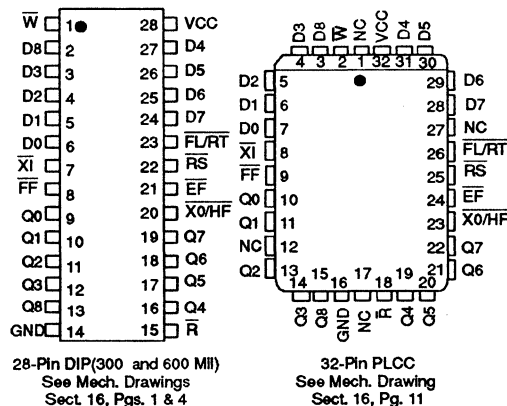 W 1 28 VCC
D8 2 27 D4
D3 3 26 D5
D2 4 25 D6
D1 5 24 D7
D0 6 23 FL/RT
XI 7 22 RS
FF 8 21 EF
Q0 9 20 X0/HF
Q1 10 19 Q7
Q2 11 18 Q6
Q3 12 17 Q5
Q8 13 16 Q4
GND 14 15 R
28-Pin DIP(300 and 600 Mil)
See Mech. Drawings
Sect. 16, Pgs. 1 & 4
D3 D8 W NC VCC D4 D5
4 3 2 1 32 31 30
D2 5 29 D6
D1 6 28 D7
D0 7 27 NC
XI 8 26 FL/RT
FF 9 25 RS
Q0 10 24 EF
Q1 11 23 X0/HF
NC 12 22 Q7
Q2 13 21 Q6
14 15 16 17 18 19 20
Q3 Q8 GND NC R Q4 Q5
32-Pin PLCC
See Mech. Drawing
Sect. 16, Pg. 11